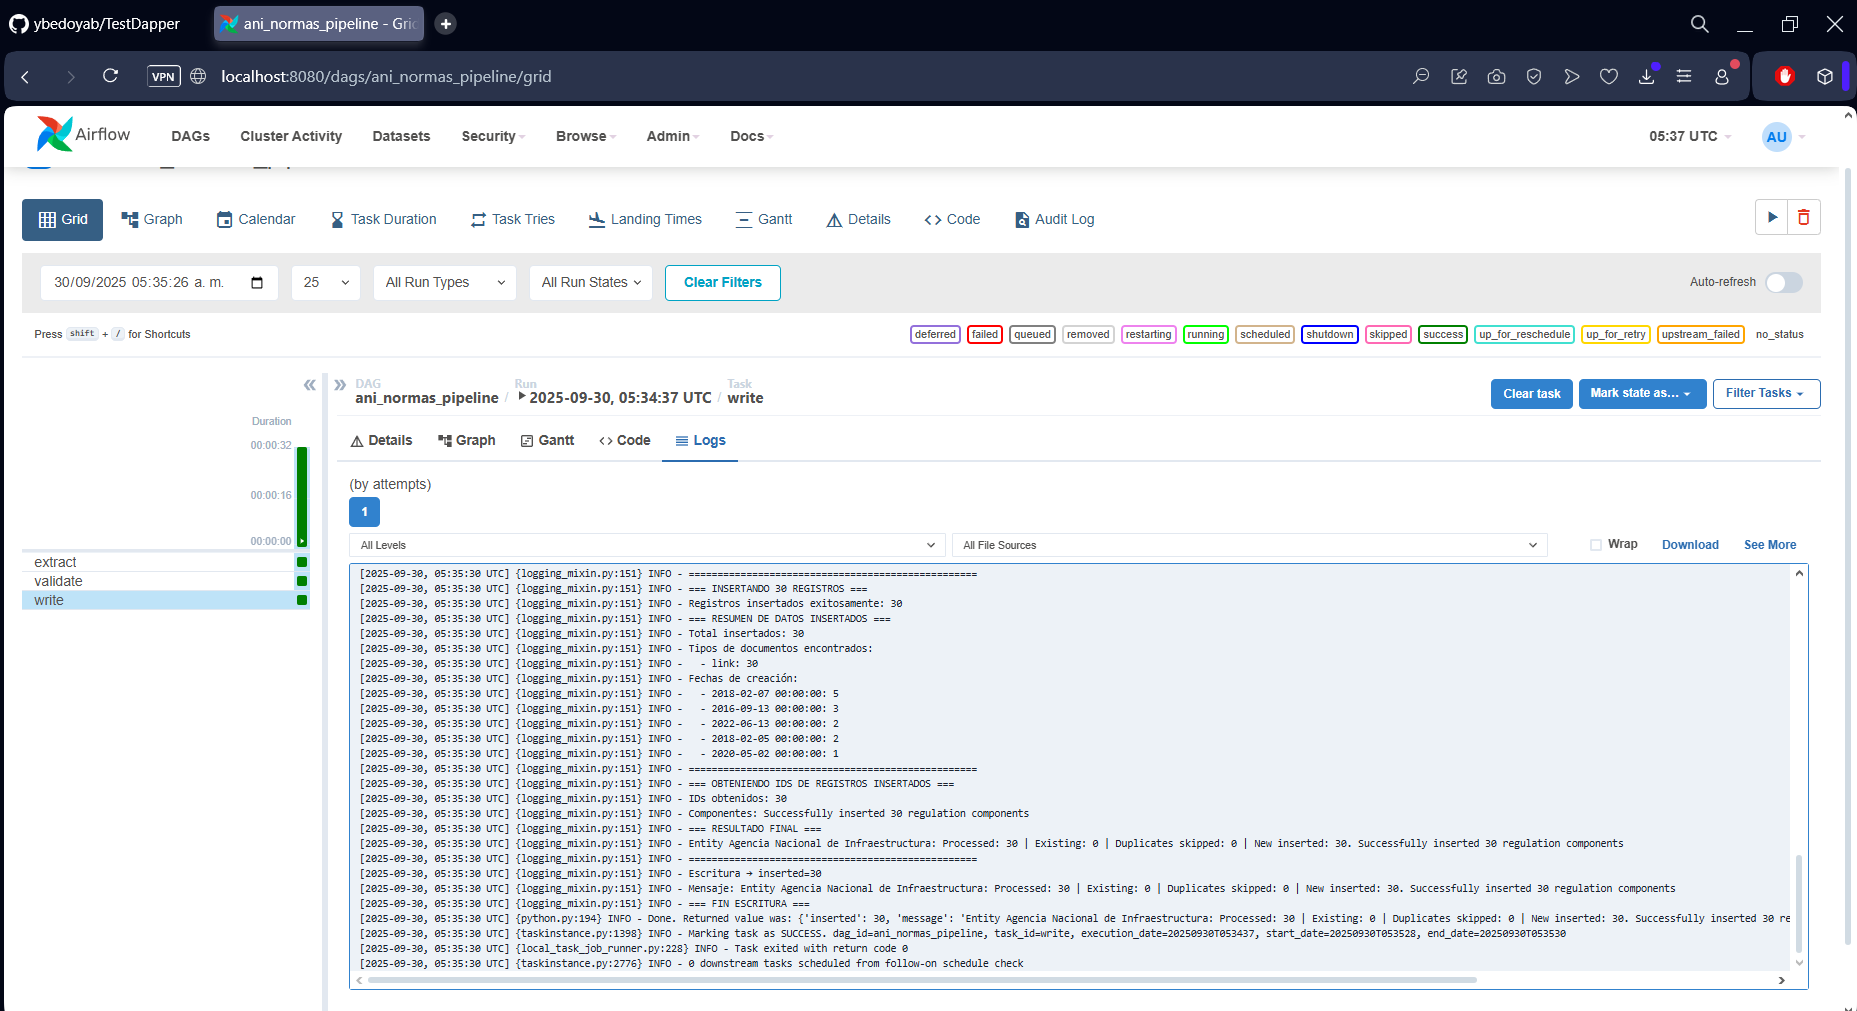 ybedoyab/TestDapper
ani_normas_pipeline - Gric
VPN
localhost:8080/dags/ani_normas_pipeline/grid
Airflow
DAGs
Cluster Activity
Datasets
Security
Browse
Admin
Docs
05:37 UTC
AU
Grid
Graph
Calendar
Task Duration
Task Tries
Landing Times
Gantt
Details
Code
Audit Log
30/09/2025 05:35:26 a. m.
25
All Run Types
All Run States
Clear Filters
Auto-refresh
Press shift + / for Shortcuts
deferred
failed
queued
removed
restarting
running
scheduled
shutdown
skipped
success
up_for_reschedule
up_for_retry
upstream_failed
no_status
Duration
00:00:32
00:00:16
00:00:00
extract
validate
write
DAG
ani_normas_pipeline
/
Run
2025-09-30, 05:34:37 UTC
/
Task
write
Clear task
Mark state as...
Filter Tasks
Details
Graph
Gantt
Code
Logs
(by attempts)
1
All Levels
All File Sources
Wrap
Download
See More
[2025-09-30, 05:35:30 UTC] {logging_mixin.py:151} INFO - ==================================================
[2025-09-30, 05:35:30 UTC] {logging_mixin.py:151} INFO - === INSERTANDO 30 REGISTROS ===
[2025-09-30, 05:35:30 UTC] {logging_mixin.py:151} INFO - Registros insertados exitosamente: 30
[2025-09-30, 05:35:30 UTC] {logging_mixin.py:151} INFO - === RESUMEN DE DATOS INSERTADOS ===
[2025-09-30, 05:35:30 UTC] {logging_mixin.py:151} INFO - Total insertados: 30
[2025-09-30, 05:35:30 UTC] {logging_mixin.py:151} INFO - Tipos de documentos encontrados:
[2025-09-30, 05:35:30 UTC] {logging_mixin.py:151} INFO -   - link: 30
[2025-09-30, 05:35:30 UTC] {logging_mixin.py:151} INFO - Fechas de creación:
[2025-09-30, 05:35:30 UTC] {logging_mixin.py:151} INFO -   - 2018-02-07 00:00:00: 5
[2025-09-30, 05:35:30 UTC] {logging_mixin.py:151} INFO -   - 2016-09-13 00:00:00: 3
[2025-09-30, 05:35:30 UTC] {logging_mixin.py:151} INFO -   - 2022-06-13 00:00:00: 2
[2025-09-30, 05:35:30 UTC] {logging_mixin.py:151} INFO -   - 2018-02-05 00:00:00: 2
[2025-09-30, 05:35:30 UTC] {logging_mixin.py:151} INFO -   - 2020-05-02 00:00:00: 1
[2025-09-30, 05:35:30 UTC] {logging_mixin.py:151} INFO - ==================================================
[2025-09-30, 05:35:30 UTC] {logging_mixin.py:151} INFO - === OBTENIENDO IDS DE REGISTROS INSERTADOS ===
[2025-09-30, 05:35:30 UTC] {logging_mixin.py:151} INFO - IDs obtenidos: 30
[2025-09-30, 05:35:30 UTC] {logging_mixin.py:151} INFO - Componentes: Successfully inserted 30 regulation components
[2025-09-30, 05:35:30 UTC] {logging_mixin.py:151} INFO - === RESULTADO FINAL ===
[2025-09-30, 05:35:30 UTC] {logging_mixin.py:151} INFO - Entity Agencia Nacional de Infraestructura: Processed: 30 | Existing: 0 | Duplicates skipped: 0 | New inserted: 30. Successfully inserted 30 regulation components
[2025-09-30, 05:35:30 UTC] {logging_mixin.py:151} INFO - ==================================================
[2025-09-30, 05:35:30 UTC] {logging_mixin.py:151} INFO - Escritura → inserted=30
[2025-09-30, 05:35:30 UTC] {logging_mixin.py:151} INFO - Mensaje: Entity Agencia Nacional de Infraestructura: Processed: 30 | Existing: 0 | Duplicates skipped: 0 | New inserted: 30. Successfully inserted 30 regulation components
[2025-09-30, 05:35:30 UTC] {logging_mixin.py:151} INFO - === FIN ESCRITURA ===
[2025-09-30, 05:35:30 UTC] {python.py:194} INFO - Done. Returned value was: {'inserted': 30, 'message': 'Entity Agencia Nacional de Infraestructura: Processed: 30 | Existing: 0 | Duplicates skipped: 0 | New inserted: 30. Successfully inserted 30 re
[2025-09-30, 05:35:30 UTC] {taskinstance.py:1398} INFO - Marking task as SUCCESS. dag_id=ani_normas_pipeline, task_id=write, execution_date=20250930T053437, start_date=20250930T053528, end_date=20250930T053530
[2025-09-30, 05:35:30 UTC] {local_task_job_runner.py:228} INFO - Task exited with return code 0
[2025-09-30, 05:35:30 UTC] {taskinstance.py:2776} INFO - 0 downstream tasks scheduled from follow-on schedule check